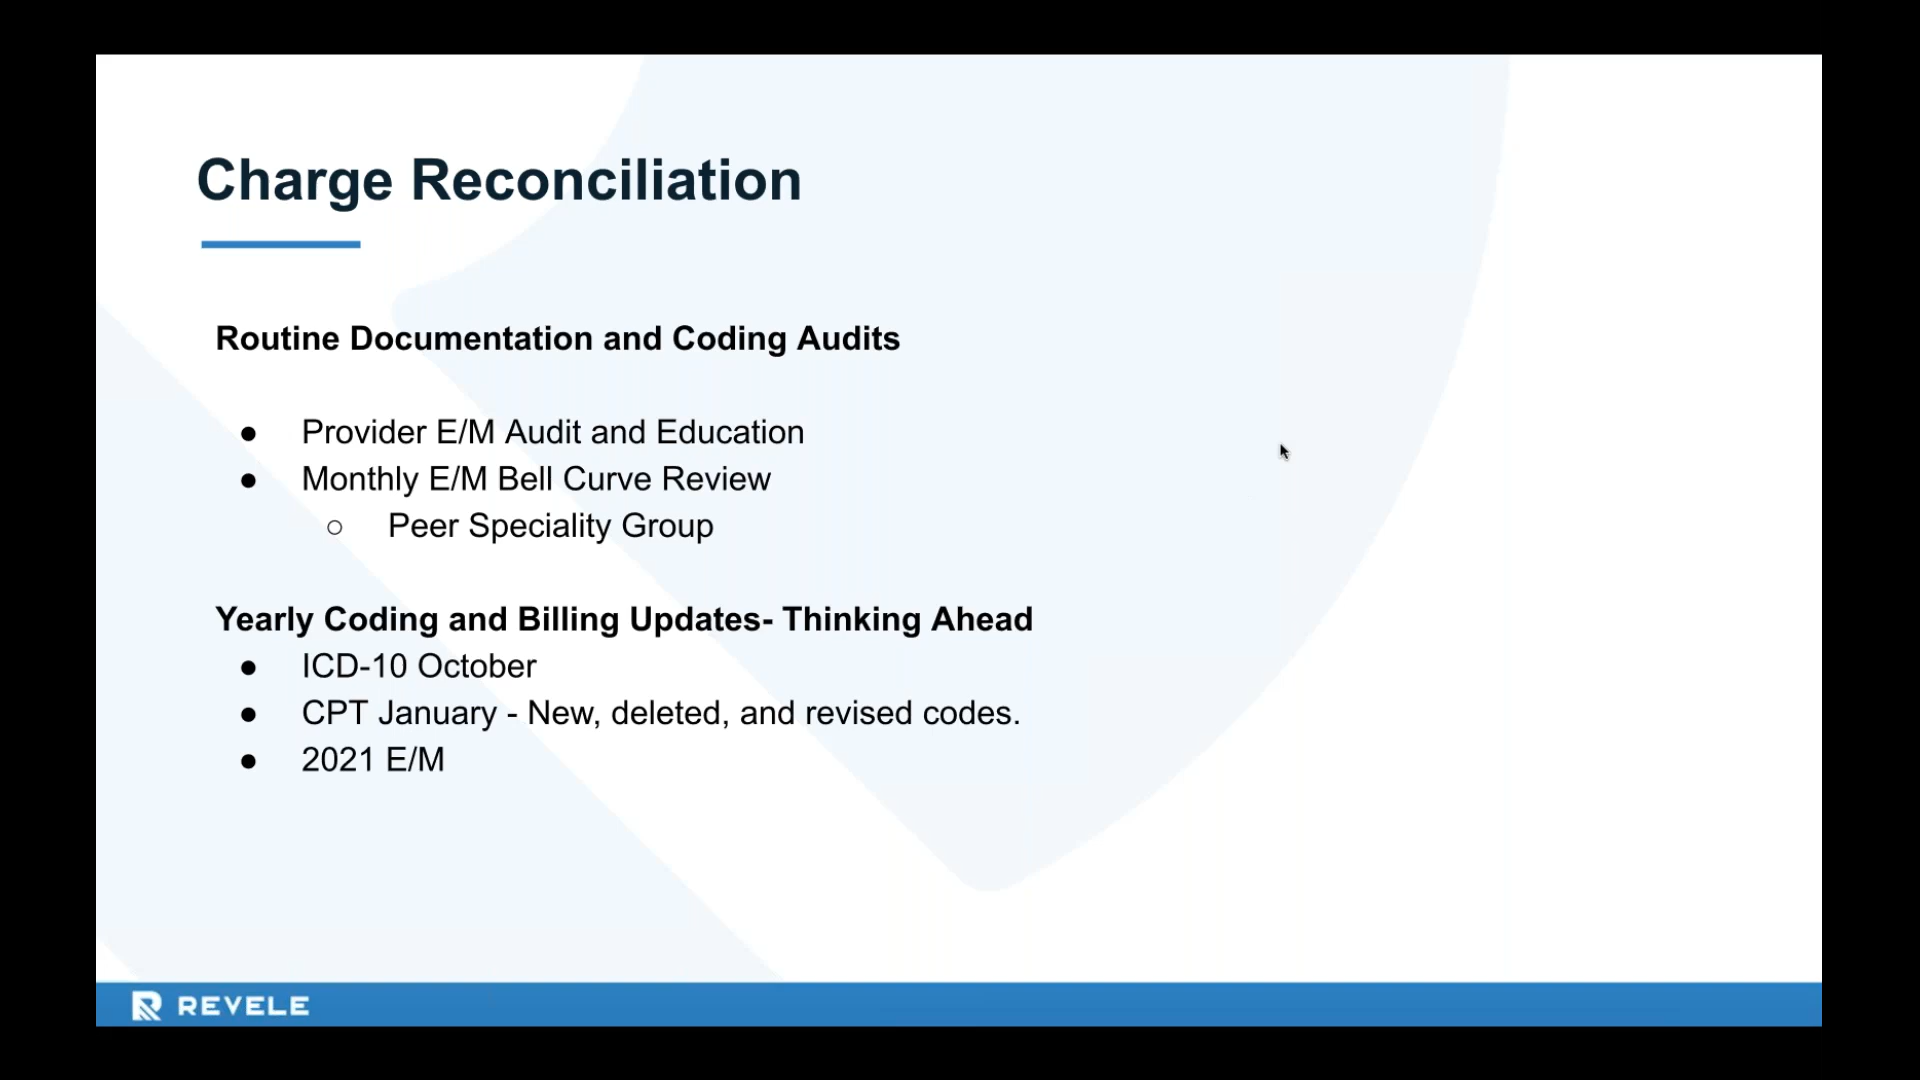 Charge Reconciliation
Routine Documentation and Coding Audits
● Provider E/M Audit and Education
● Monthly E/M Bell Curve Review
○ Peer Speciality Group
Yearly Coding and Billing Updates- Thinking Ahead
● ICD-10 October
● CPT January - New, deleted, and revised codes.
● 2021 E/M
REVELE